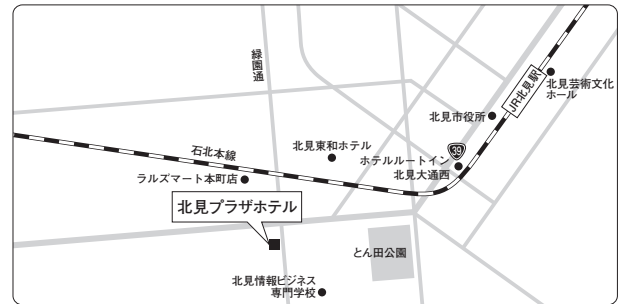 緑園通
JR北見駅
北見芸術文化
ホール
北見市役所
39
石北本線
北見東和ホテル
ホテルルートイン
北見大通西
ラルズマート本町店
北見プラザホテル
とん田公園
北見情報ビジネス
専門学校